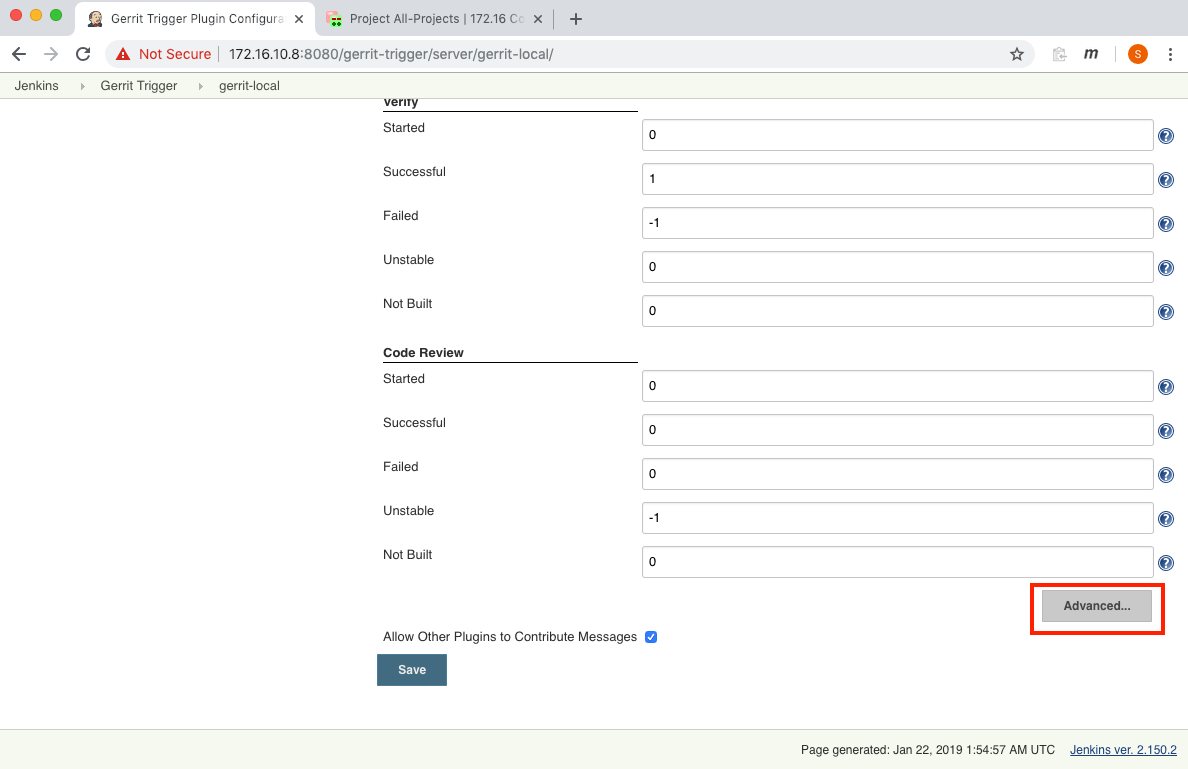 Gerrit Trigger Plugin Configura
Project All-Projects | 172.16 Co
Not Secure 172.16.10.8:8080/gerrit-trigger/server/gerrit-local/
m
S
Jenkins Gerrit Trigger gerrit-local
Verify
Started 0
Successful 1
Failed -1
Unstable 0
Not Built 0
Code Review
Started 0
Successful 0
Failed 0
Unstable -1
Not Built 0
Advanced...
Allow Other Plugins to Contribute Messages
Save
Page generated: Jan 22, 2019 1:54:57 AM UTC Jenkins ver. 2.150.2